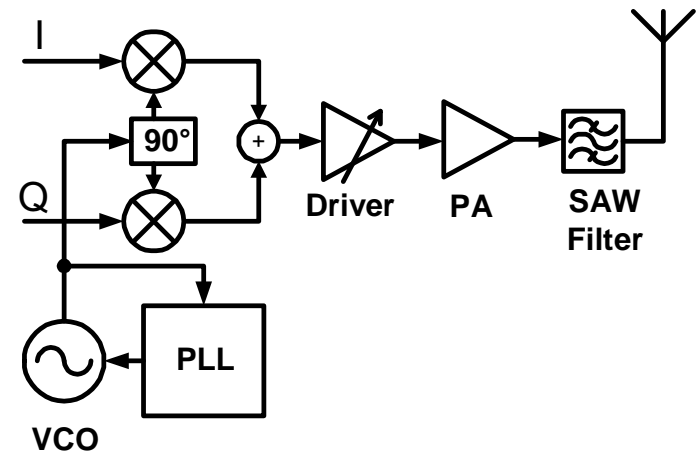 I
90°
Q
+
Driver
PA
SAW
Filter
PLL
VCO